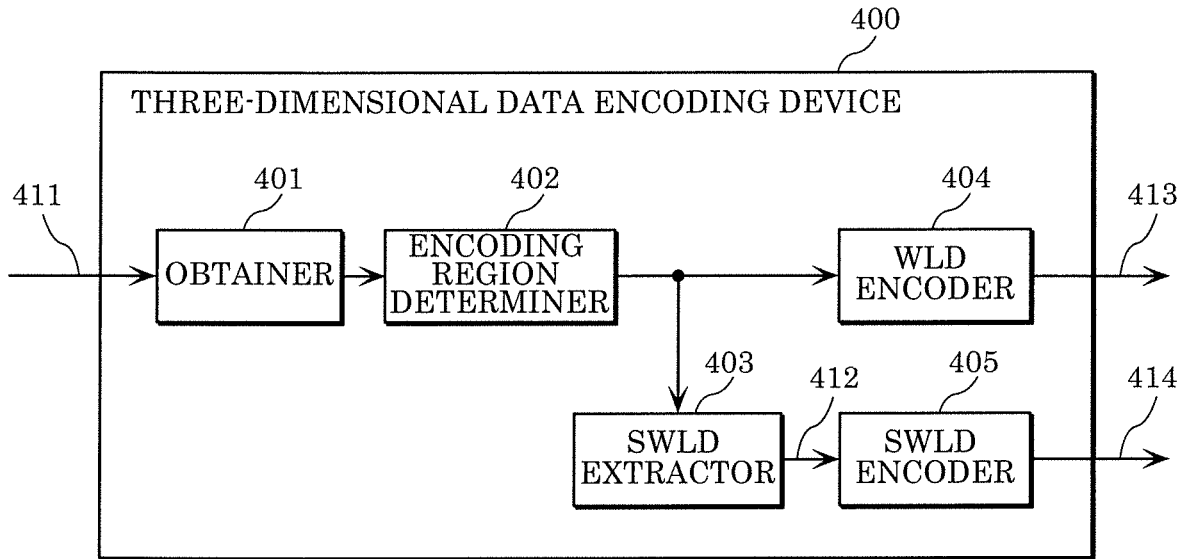 400
THREE-DIMENSIONAL DATA ENCODING DEVICE
411
401
402
404
413
OBTAINER
ENCODING
REGION
DETERMINER
WLD
ENCODER
403
412
405
414
SWLD
EXTRACTOR
SWLD
ENCODER